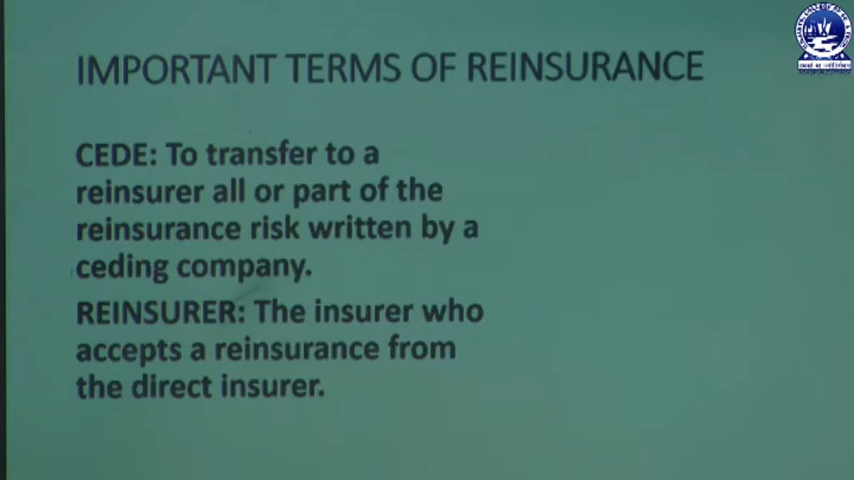 IMPORTANT TERMS OF REINSURANCE
CEDE: To transfer to a
reinsurer all or part of the
reinsurance risk written by a
ceding company.
REINSURER: The insurer who
accepts a reinsurance from
the direct insurer.